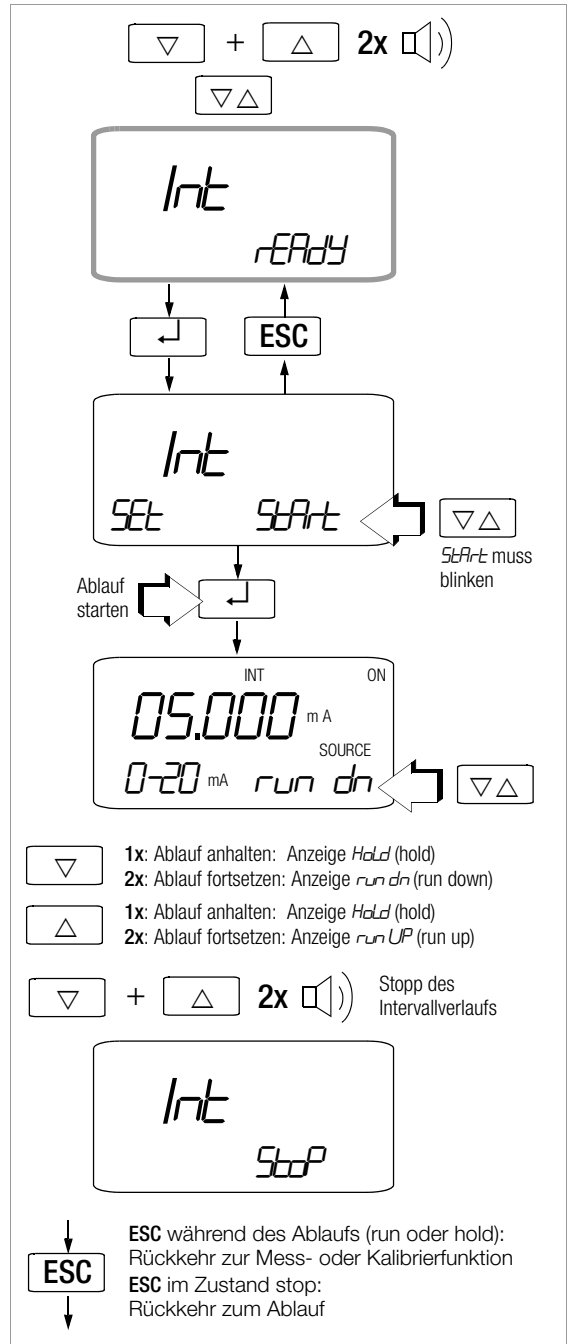 ▽ + △ 2x
▽△
Int
rEAdY
↵ ESC
Int
SEt StArt
▽△
StArt muss
blinken
Ablauf
starten
↵
INT ON
05.000 mA
SOURCE
0-20 mA run dn
▽△
▽ 1x: Ablauf anhalten: Anzeige HoLd (hold)
2x: Ablauf fortsetzen: Anzeige run dn (run down)
△ 1x: Ablauf anhalten: Anzeige HoLd (hold)
2x: Ablauf fortsetzen: Anzeige run UP (run up)
▽ + △ 2x Stopp des
Intervallverlaufs
Int
StoP
ESC während des Ablaufs (run oder hold):
Rückkehr zur Mess- oder Kalibrierfunktion
ESC
ESC im Zustand stop:
Rückkehr zum Ablauf